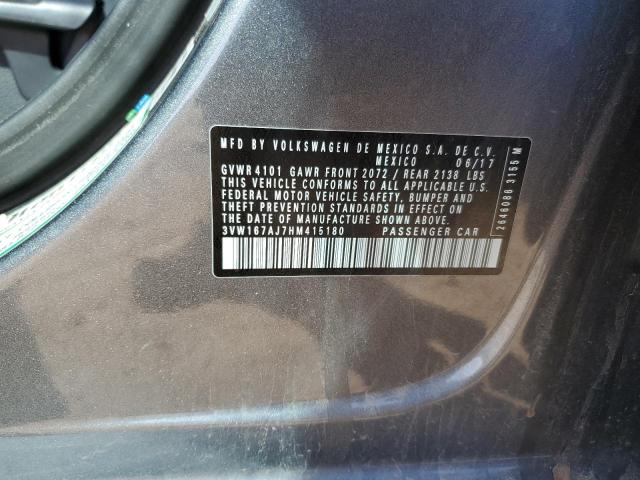 MFD BY VOLKSWAGEN DE MEXICO S.A. DE C.V.
MEXICO 06/17
GVWR 4101 GAWR FRONT 2072 / REAR 2138 LBS
THIS VEHICLE CONFORMS TO ALL APPLICABLE U.S.
FEDERAL MOTOR VEHICLE SAFETY, BUMPER AND
THEFT PREVENTION STANDARDS IN EFFECT ON
THE DATE OF MANUFACTURE SHOWN ABOVE.
3VW167AJ7HM415180 PASSENGER CAR
2646086 3155 M